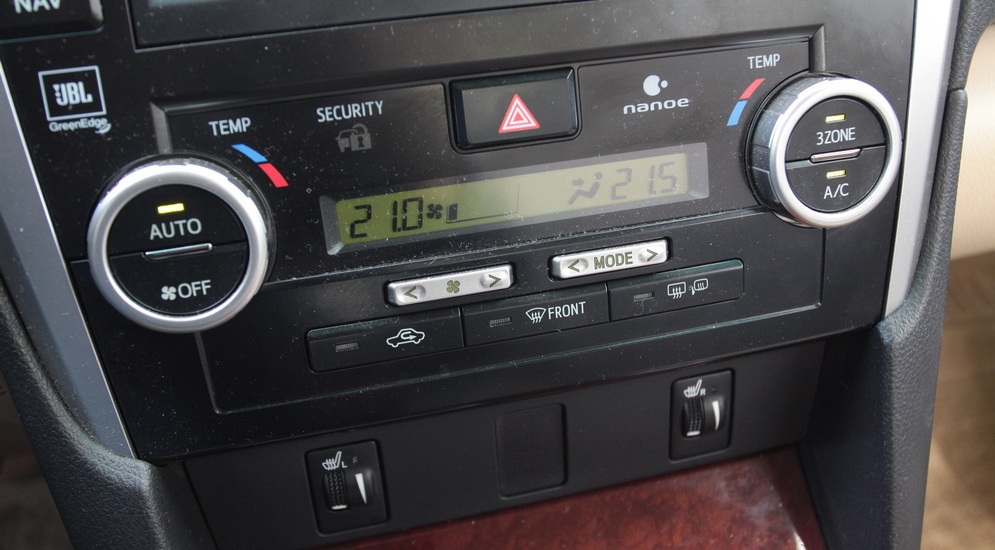 NAV
JBL
GreenEdge
SECURITY
nanoe
TEMP
TEMP
3ZONE
A/C
21.0
21.5
AUTO
OFF
< >
< MODE >
FRONT
R
L